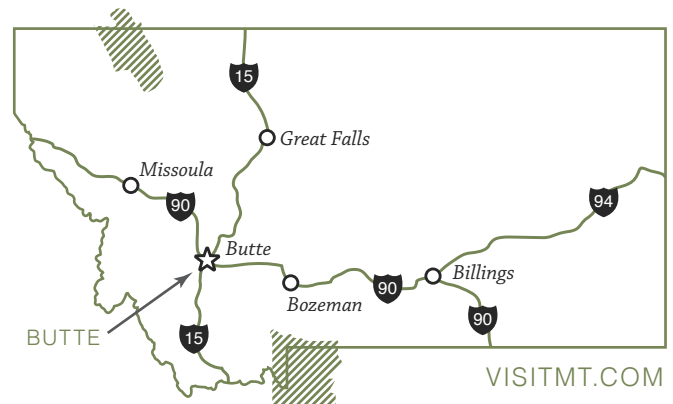 15
Great Falls
Missoula
90
94
Butte
Billings
90
Bozeman
90
BUTTE
15
VISITMT.COM